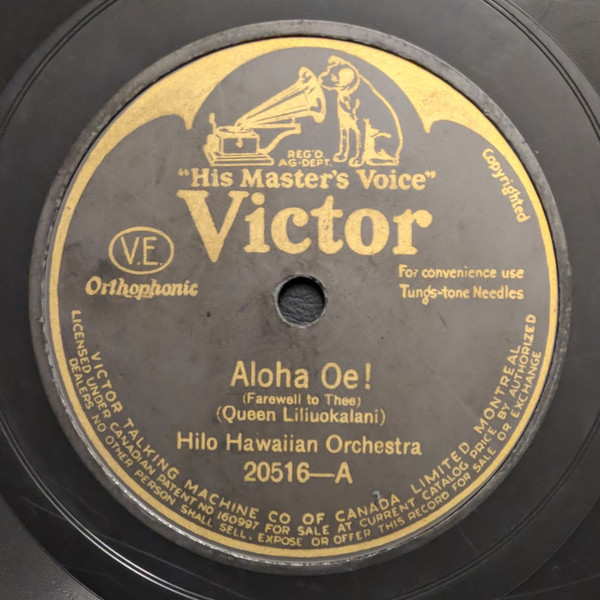 REG'D
AG-DEPT.
"His Master's Voice"
Victor
Copyrighted
V.E.
Orthophonic
For convenience use
Tungs-tone Needles
Aloha Oe!
(Farewell to Thee)
(Queen Liliuokalani)
Hilo Hawaiian Orchestra
20516—A
VICTOR TALKING MACHINE CO OF CANADA LIMITED MONTREAL
LICENSED UNDER CANADIAN PATENT NO 160997 FOR SALE AT CURRENT CATALOG PRICE BY AUTHORIZED
DEALERS NO OTHER PERSON SHALL SELL, EXPOSE OR OFFER THIS RECORD FOR SALE OR EXCHANGE